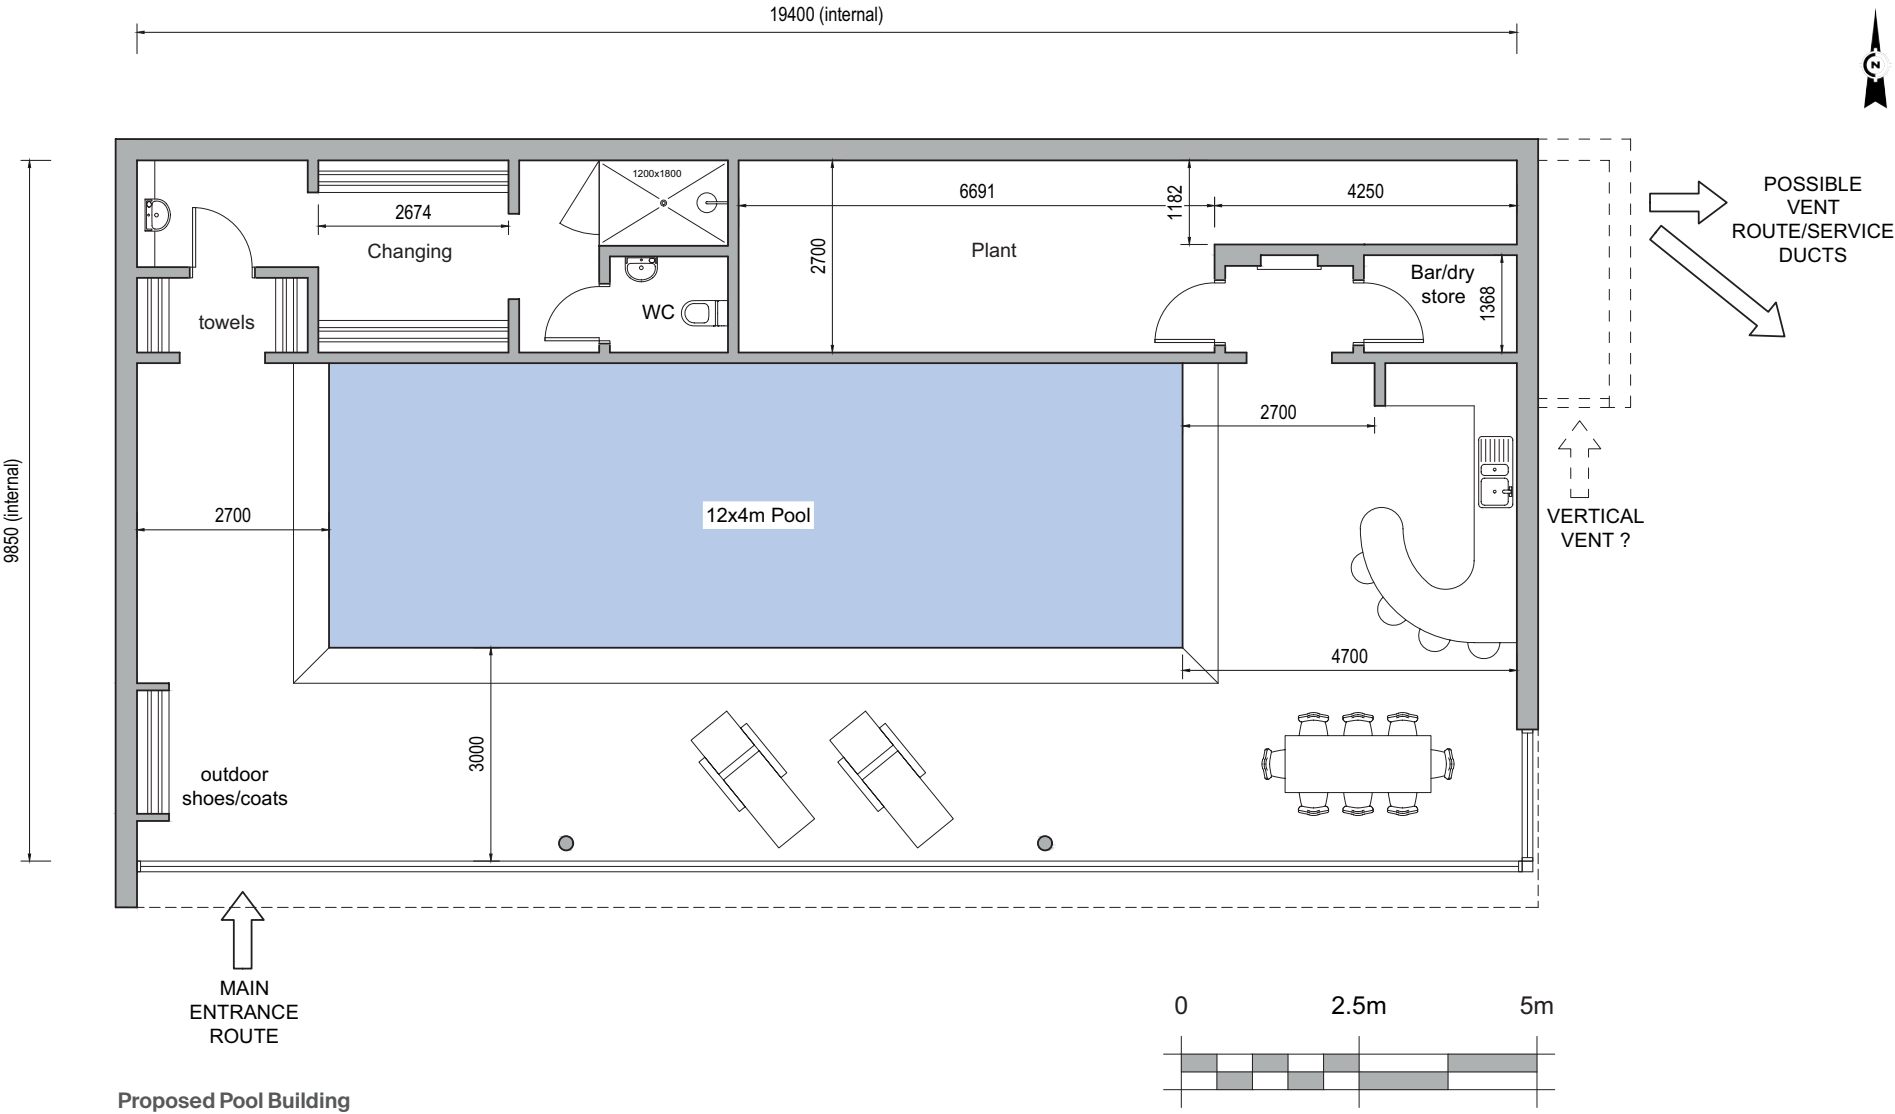 19400 (internal)
N
1200x1800
6691
1182
4250
POSSIBLE
VENT
ROUTE/SERVICE
DUCTS
2674
Changing
2700
Plant
Bar/dry
store
1368
WC
towels
2700
9850 (internal)
2700
12x4m Pool
VERTICAL
VENT ?
4700
3000
outdoor
shoes/coats
MAIN
ENTRANCE
ROUTE
0 2.5m 5m
Proposed Pool Building